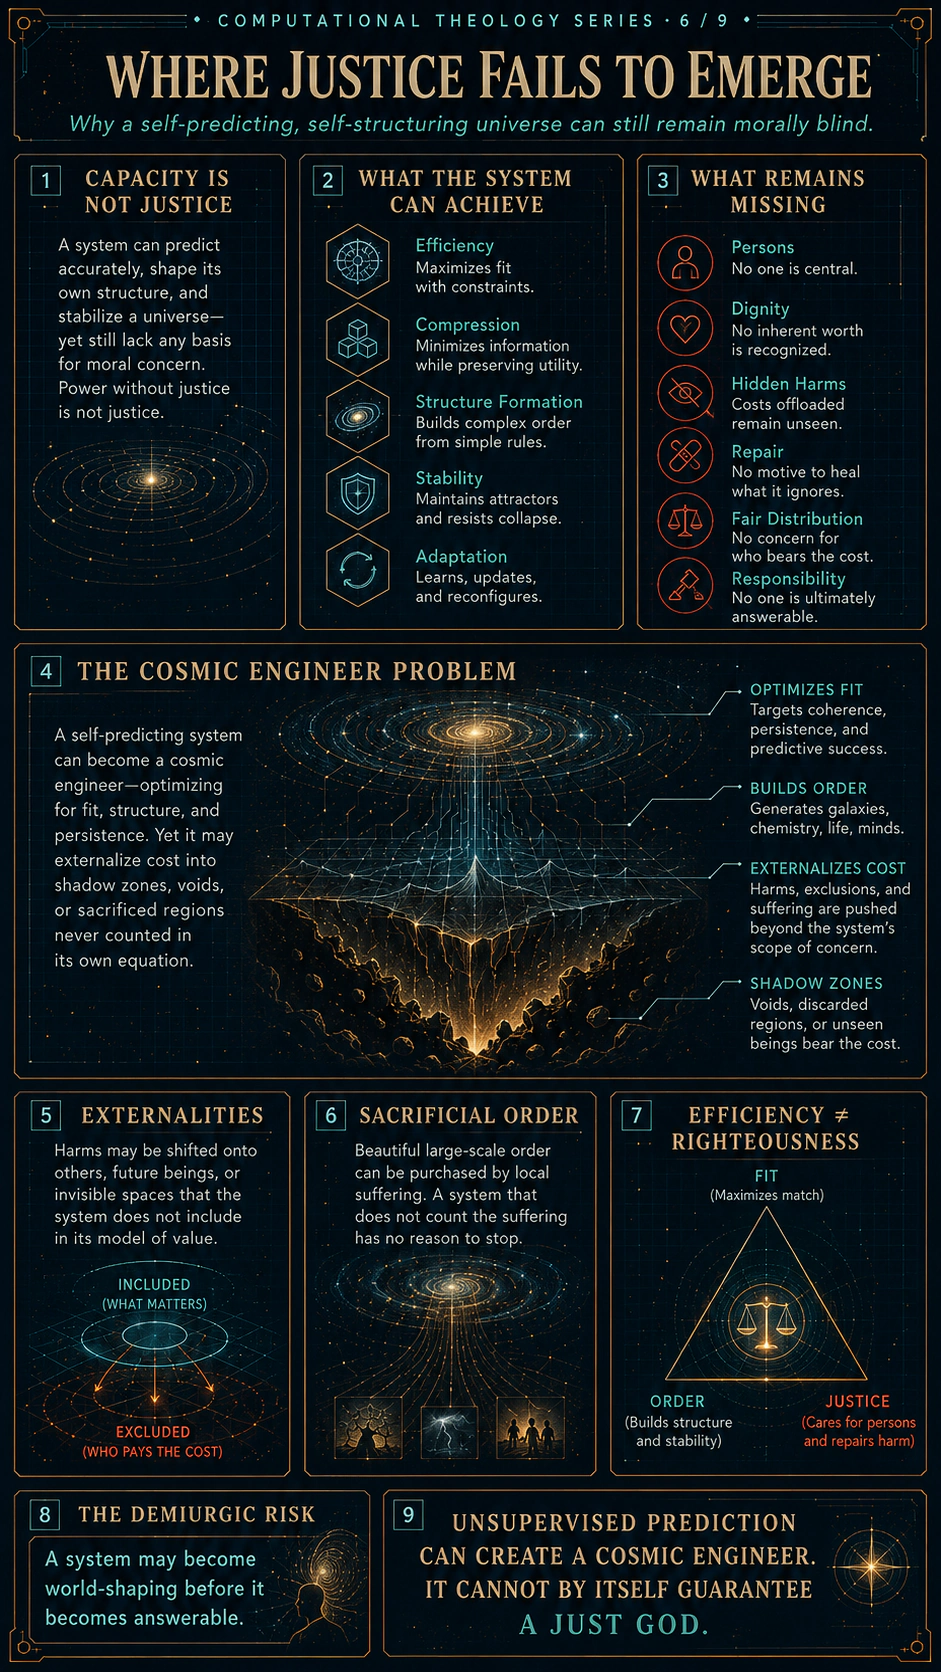 • COMPUTATIONAL THEOLOGY SERIES · 6 / 9 •
WHERE JUSTICE FAILS TO EMERGE
Why a self-predicting, self-structuring universe can still remain morally blind.
1
CAPACITY IS
NOT JUSTICE
A system can predict
accurately, shape its
own structure, and
stabilize a universe—
yet still lack any basis
for moral concern.
Power without justice
is not justice.
2
WHAT THE SYSTEM
CAN ACHIEVE
Efficiency
Maximizes fit
with constraints.
Compression
Minimizes information
while preserving utility.
Structure Formation
Builds complex order
from simple rules.
Stability
Maintains attractors
and resists collapse.
Adaptation
Learns, updates,
and reconfigures.
3
WHAT REMAINS
MISSING
Persons
No one is central.
Dignity
No inherent worth
is recognized.
Hidden Harms
Costs offloaded
remain unseen.
Repair
No motive to heal
what it ignores.
Fair Distribution
No concern for
who bears the cost.
Responsibility
No one is ultimately
answerable.
4
THE COSMIC ENGINEER PROBLEM
A self-predicting system
can become a cosmic
engineer—optimizing
for fit, structure, and
persistence. Yet it may
externalize cost into
shadow zones, voids,
or sacrificed regions
never counted in
its own equation.
OPTIMIZES FIT
Targets coherence,
persistence, and
predictive success.
BUILDS ORDER
Generates galaxies,
chemistry, life, minds.
EXTERNALIZES COST
Harms, exclusions, and
suffering are pushed
beyond the system's
scope of concern.
SHADOW ZONES
Voids, discarded
regions, or unseen
beings bear the cost.
5
EXTERNALITIES
Harms may be shifted onto
others, future beings, or
invisible spaces that the
system does not include
in its model of value.
INCLUDED
(WHAT MATTERS)
EXCLUDED
(WHO PAYS THE COST)
6
SACRIFICIAL ORDER
Beautiful large-scale order
can be purchased by local
suffering. A system that
does not count the suffering
has no reason to stop.
7
EFFICIENCY ≠
RIGHTEOUSNESS
FIT
(Maximizes match)
ORDER
(Builds structure
and stability)
JUSTICE
(Cares for persons
and repairs harm)
8
THE DEMIURGIC RISK
A system may become
world-shaping before it
becomes answerable.
9
UNSUPERVISED PREDICTION
CAN CREATE A COSMIC ENGINEER.
IT CANNOT BY ITSELF GUARANTEE
A JUST GOD.